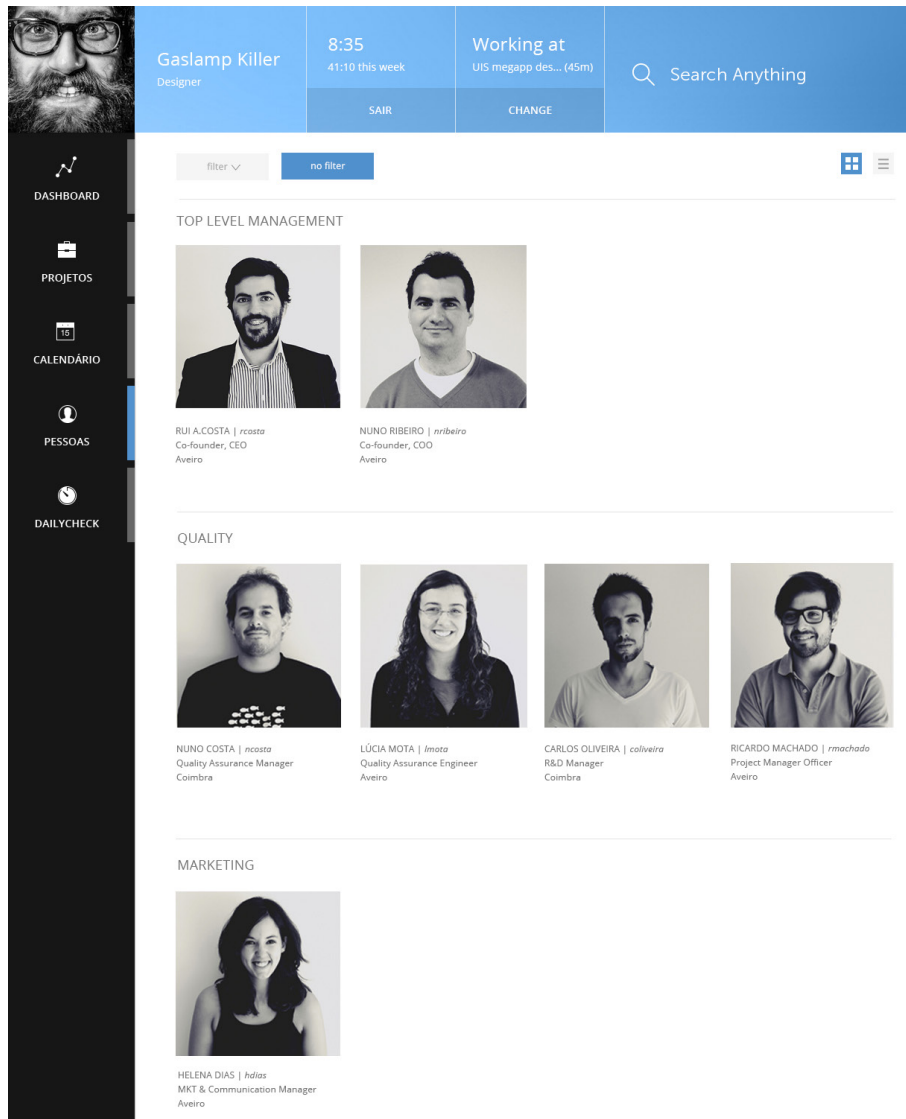 Gaslamp Killer
Designer
8:35
41:10 this week
SAIR
Working at
UIS megapp des... (45m)
CHANGE
Search Anything
DASHBOARD
PROJETOS
15
CALENDÁRIO
PESSOAS
DAILYCHECK
filter
no filter
TOP LEVEL MANAGEMENT
RUI A.COSTA | rcosta
Co-founder, CEO
Aveiro
NUNO RIBEIRO | nribeiro
Co-founder, COO
Aveiro
QUALITY
NUNO COSTA | ncosta
Quality Assurance Manager
Coimbra
LÚCIA MOTA | lmota
Quality Assurance Engineer
Aveiro
CARLOS OLIVEIRA | coliveira
R&D Manager
Coimbra
RICARDO MACHADO | rmachado
Project Manager Officer
Aveiro
MARKETING
HELENA DIAS | hdias
MKT & Communication Manager
Aveiro